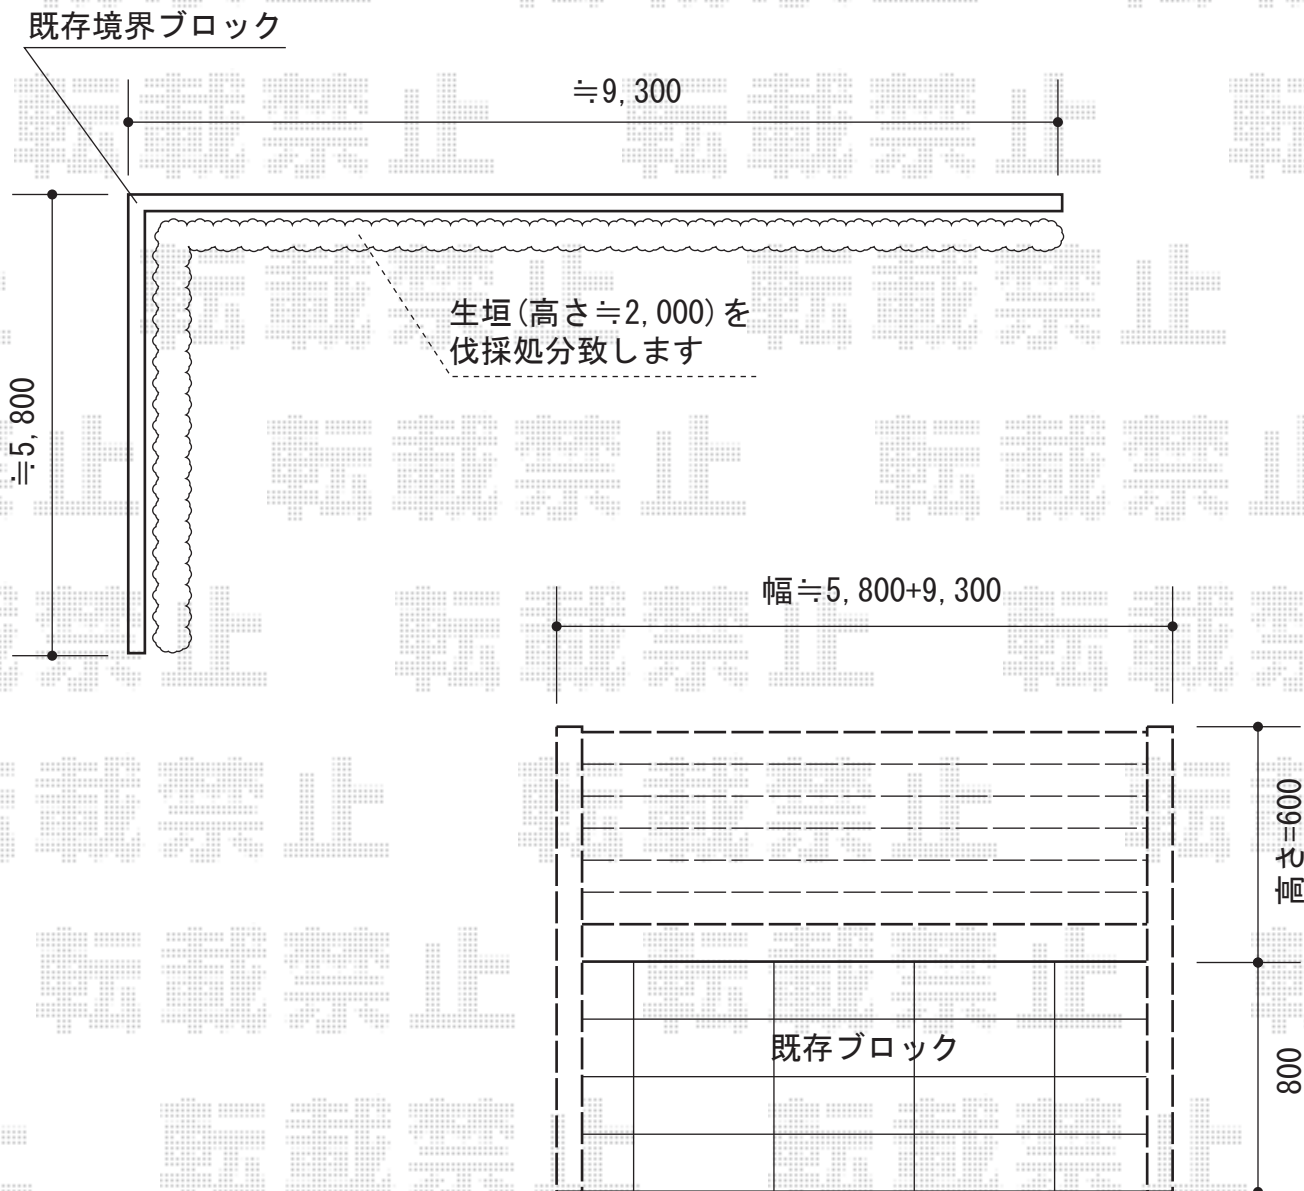 既存境界ブロック
≒9,300
生垣(高さ≒2,000)を
伐採処分致します
≒5,800
幅≒5,800+9,300
高さ=600
既存ブロック
800
転載禁止